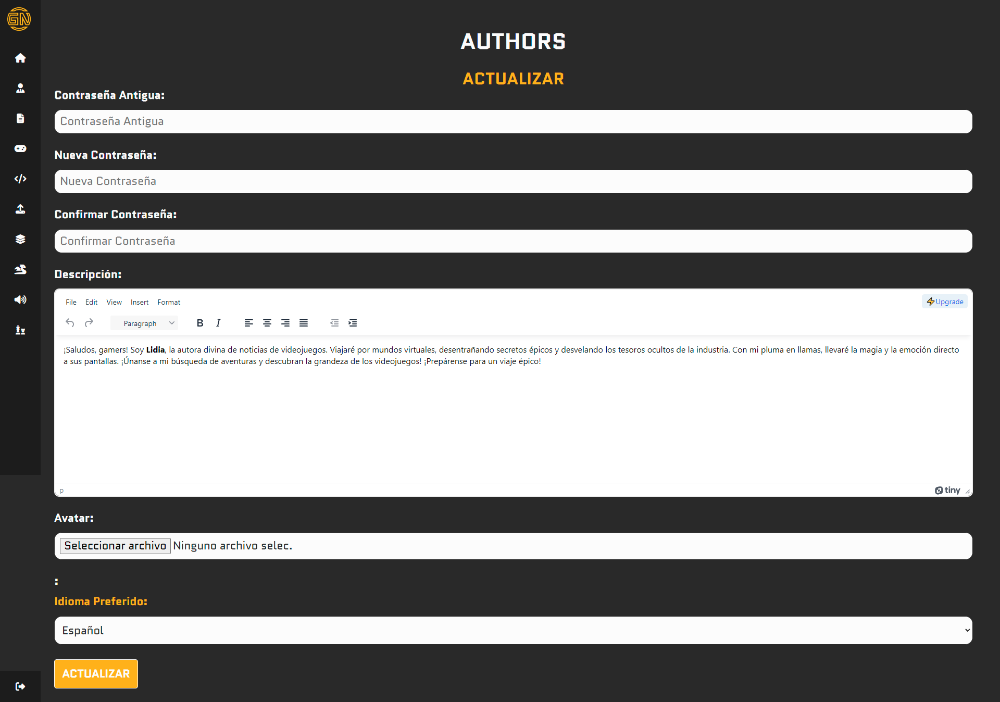 GN
AUTHORS
ACTUALIZAR
Contraseña Antigua:
Contraseña Antigua
Nueva Contraseña:
Nueva Contraseña
Confirmar Contraseña:
Confirmar Contraseña
Descripción:
File Edit View Insert Format
⚡Upgrade
Paragraph B I
¡Saludos, gamers! Soy Lidia, la autora divina de noticias de videojuegos. Viajaré por mundos virtuales, desentrañando secretos épicos y desvelando los tesoros ocultos de la industria. Con mi pluma en llamas, llevaré la magia y la emoción directo
a sus pantallas. ¡Únanse a mi búsqueda de aventuras y descubran la grandeza de los videojuegos! ¡Prepárense para un viaje épico!
p
tiny
Avatar:
Seleccionar archivo Ninguno archivo selec.
:
Idioma Preferido:
Español
ACTUALIZAR